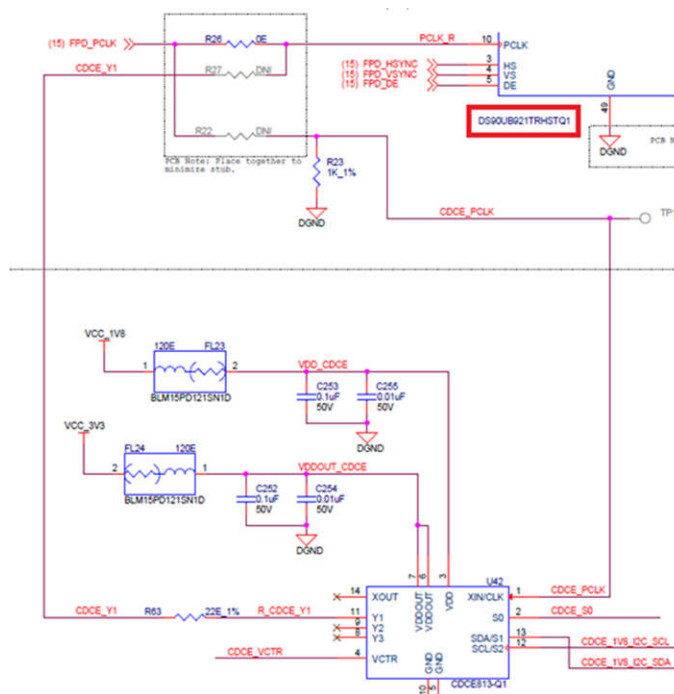 (15) FPD_PCLK
R26
0E
PCLK_R
10
PCLK
CDCE_Y1
R27
DNI
(15) FPD_HSYNC
3
HS
(15) FPD_VSYNC
4
VS
(15) FPD_DE
5
DE
GND
49
R22
DNI
DS90UB921TRHSTQ1
DGND
PCB N
PCB Note: Place together to
minimize stub.
R23
1K_1%
DGND
CDCE_PCLK
TP
VCC_1V8
120E
FL23
1
2
VDD_CDCE
BLM15PD121SN1D
C253
0.1uF
50V
C255
0.01uF
50V
DGND
VCC_3V3
FL24
120E
2
1
VDDOUT_CDCE
BLM15PD121SN1D
C252
0.1uF
50V
C254
0.01uF
50V
DGND
7
6
3
U42
14
XOUT
VDDOUT
VDDOUT
VDD
XIN/CLK
1
CDCE_PCLK
CDCE_Y1
R63
22E_1%
R_CDCE_Y1
11
Y1
S0
2
CDCE_S0
9
Y2
8
Y3
SDA/S1
13
CDCE_1V8_I2C_SCL
SCL/S2
12
CDCE_VCTR
4
VCTR
GND
GND
CDCE_1V8_I2C_SDA
10
5
CDCE813-Q1